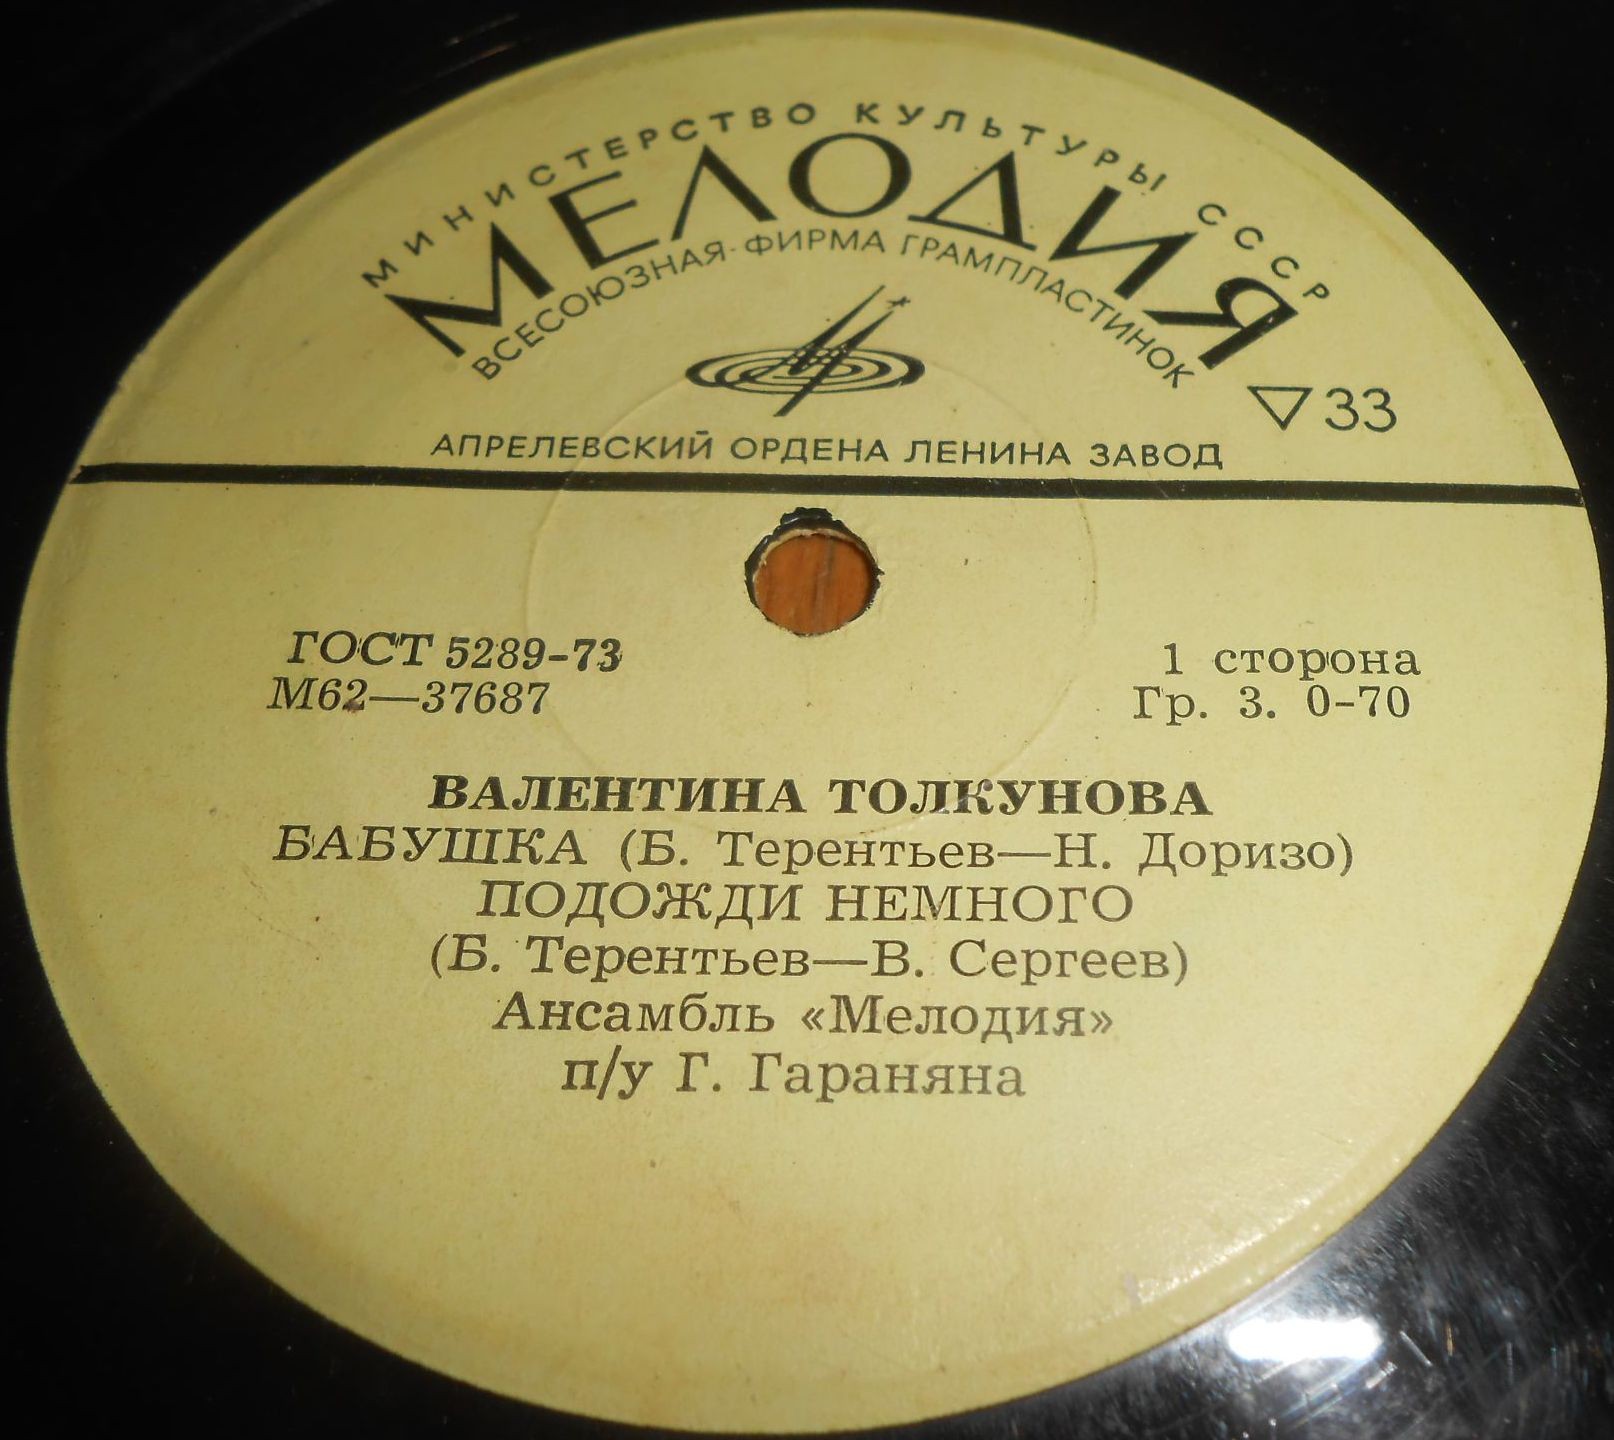 МИНИСТЕРСТВО КУЛЬТУРЫ СССР
МЕЛОДИЯ
ВСЕСОЮЗНАЯ ФИРМА ГРАМПЛАСТИНОК
33
АПРЕЛЕВСКИЙ ОРДЕНА ЛЕНИНА ЗАВОД
ГОСТ 5289-73
М62—37687
1 сторона
Гр. 3. 0-70
ВАЛЕНТИНА ТОЛКУНОВА
БАБУШКА (Б. Терентьев—Н. Доризо)
ПОДОЖДИ НЕМНОГО
(Б. Терентьев—В. Сергеев)
Ансамбль «Мелодия»
п/у Г. Гараняна